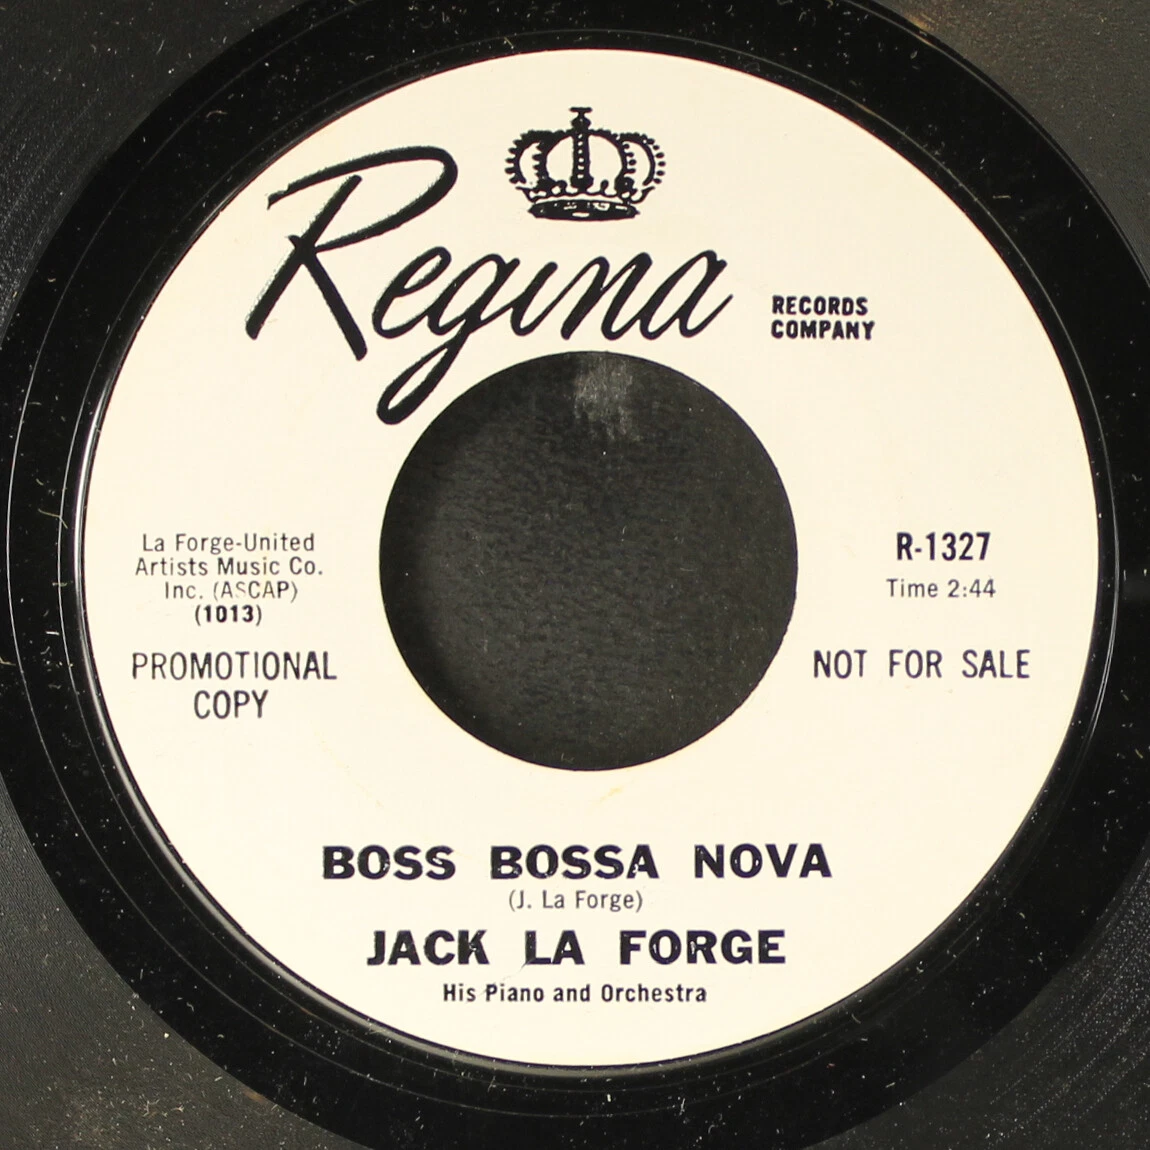 Regina
RECORDS
COMPANY
La Forge-United
Artists Music Co.
Inc. (ASCAP)
(1013)
PROMOTIONAL
COPY
R-1327
Time 2:44
NOT FOR SALE
BOSS BOSSA NOVA
(J. La Forge)
JACK LA FORGE
His Piano and Orchestra